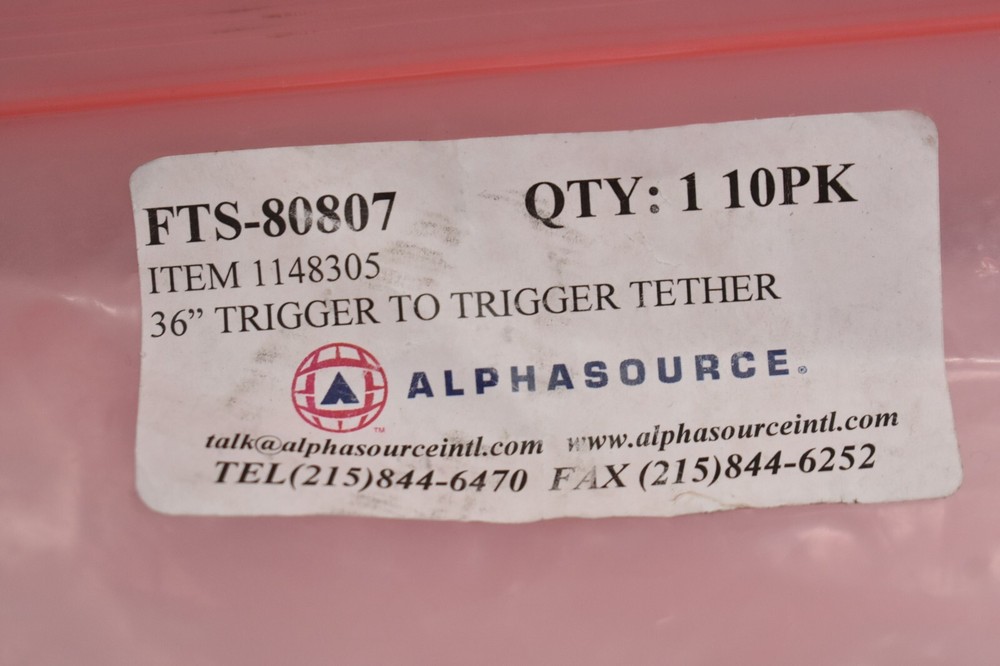 FTS-80807 QTY: 1 10PK
ITEM 1148305
36” TRIGGER TO TRIGGER TETHER
ALPHASOURCE®
™
talk@alphasourceintl.com www.alphasourceintl.com
TEL(215)844-6470 FAX (215)844-6252